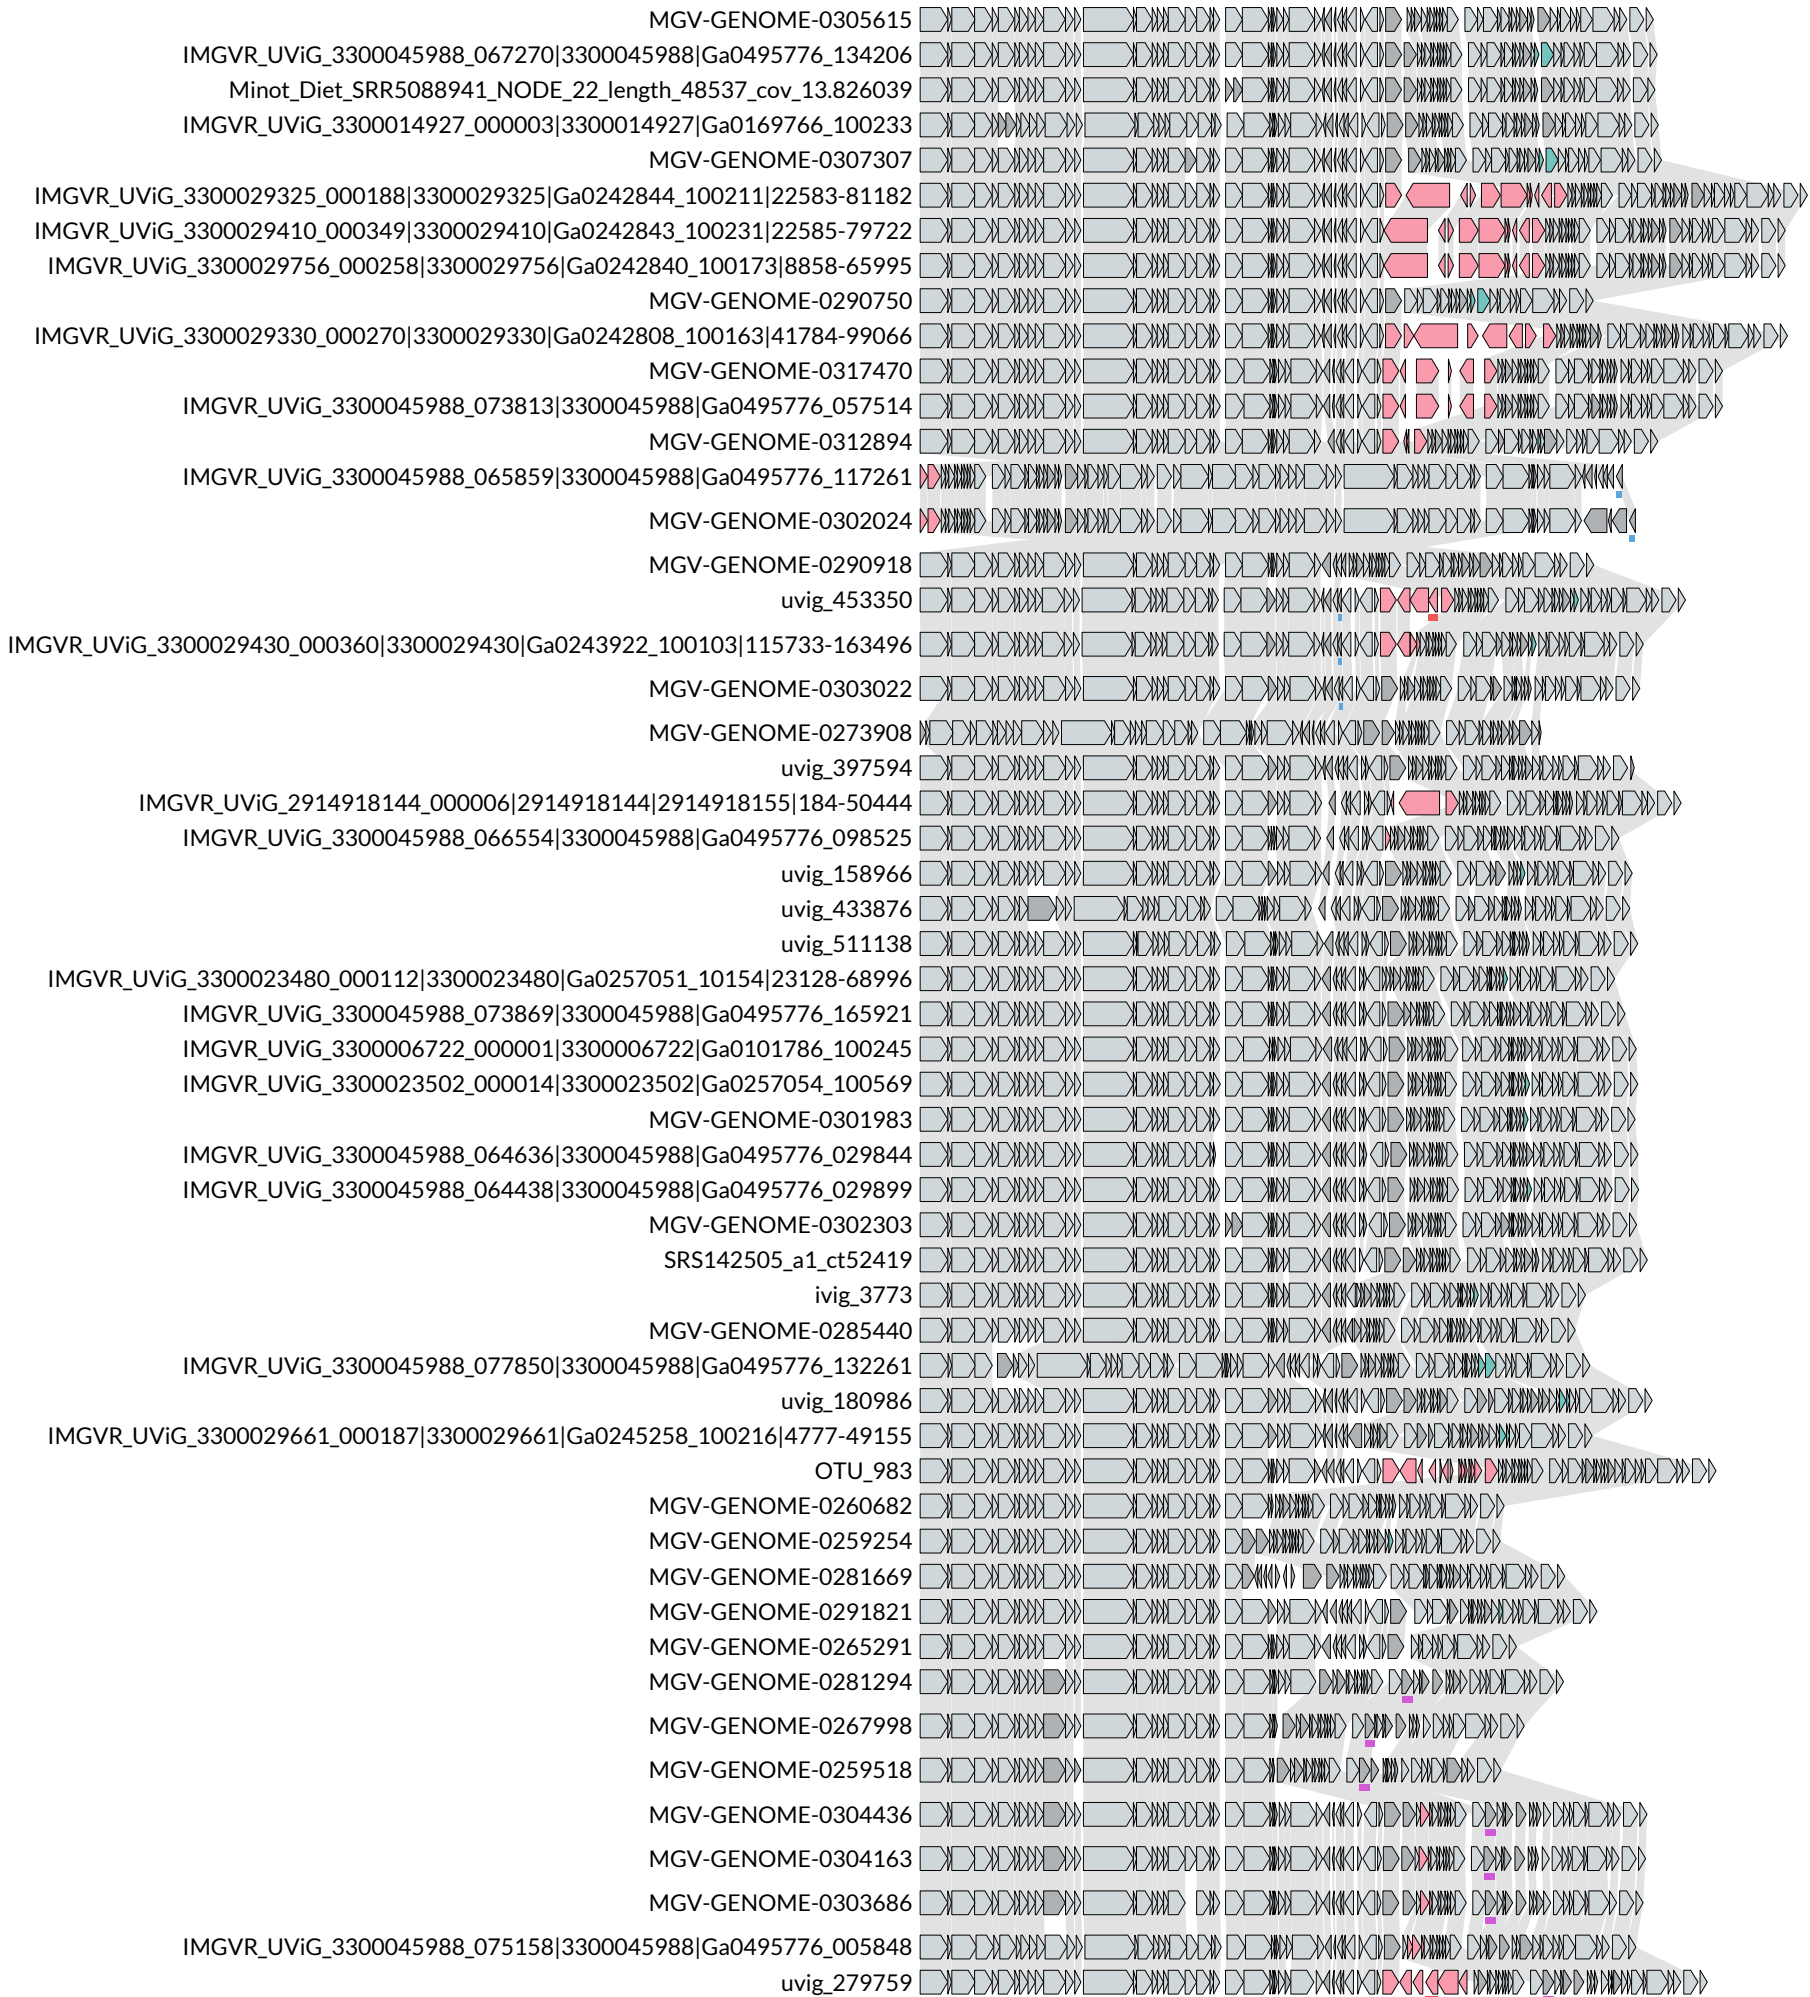 MGV-GENOME-0305615
IMGVR_UViG_3300045988_067270|3300045988|Ga0495776_134206
Minot_Diet_SRR5088941_NODE_22_length_48537_cov_13.826039
IMGVR_UViG_3300014927_000003|3300014927|Ga0169766_100233
MGV-GENOME-0307307
IMGVR_UViG_3300029325_000188|3300029325|Ga0242844_100211|22583-81182
IMGVR_UViG_3300029410_000349|3300029410|Ga0242843_100231|22585-79722
IMGVR_UViG_3300029756_000258|3300029756|Ga0242840_100173|8858-65995
MGV-GENOME-0290750
IMGVR_UViG_3300029330_000270|3300029330|Ga0242808_100163|41784-99066
MGV-GENOME-0317470
IMGVR_UViG_3300045988_073813|3300045988|Ga0495776_057514
MGV-GENOME-0312894
IMGVR_UViG_3300045988_065859|3300045988|Ga0495776_117261
MGV-GENOME-0302024
MGV-GENOME-0290918
uvig_453350
IMGVR_UViG_3300029430_000360|3300029430|Ga0243922_100103|115733-163496
MGV-GENOME-0303022
MGV-GENOME-0273908
uvig_397594
IMGVR_UViG_2914918144_000006|2914918144|2914918155|184-50444
IMGVR_UViG_3300045988_066554|3300045988|Ga0495776_098525
uvig_158966
uvig_433876
uvig_511138
IMGVR_UViG_3300023480_000112|3300023480|Ga0257051_10154|23128-68996
IMGVR_UViG_3300045988_073869|3300045988|Ga0495776_165921
IMGVR_UViG_3300006722_000001|3300006722|Ga0101786_100245
IMGVR_UViG_3300023502_000014|3300023502|Ga0257054_100569
MGV-GENOME-0301983
IMGVR_UViG_3300045988_064636|3300045988|Ga0495776_029844
IMGVR_UViG_3300045988_064438|3300045988|Ga0495776_029899
MGV-GENOME-0302303
SRS142505_a1_ct52419
ivig_3773
MGV-GENOME-0285440
IMGVR_UViG_3300045988_077850|3300045988|Ga0495776_132261
uvig_180986
IMGVR_UViG_3300029661_000187|3300029661|Ga0245258_100216|4777-49155
OTU_983
MGV-GENOME-0260682
MGV-GENOME-0259254
MGV-GENOME-0281669
MGV-GENOME-0291821
MGV-GENOME-0265291
MGV-GENOME-0281294
MGV-GENOME-0267998
MGV-GENOME-0259518
MGV-GENOME-0304436
MGV-GENOME-0304163
MGV-GENOME-0303686
IMGVR_UViG_3300045988_075158|3300045988|Ga0495776_005848
uvig_279759